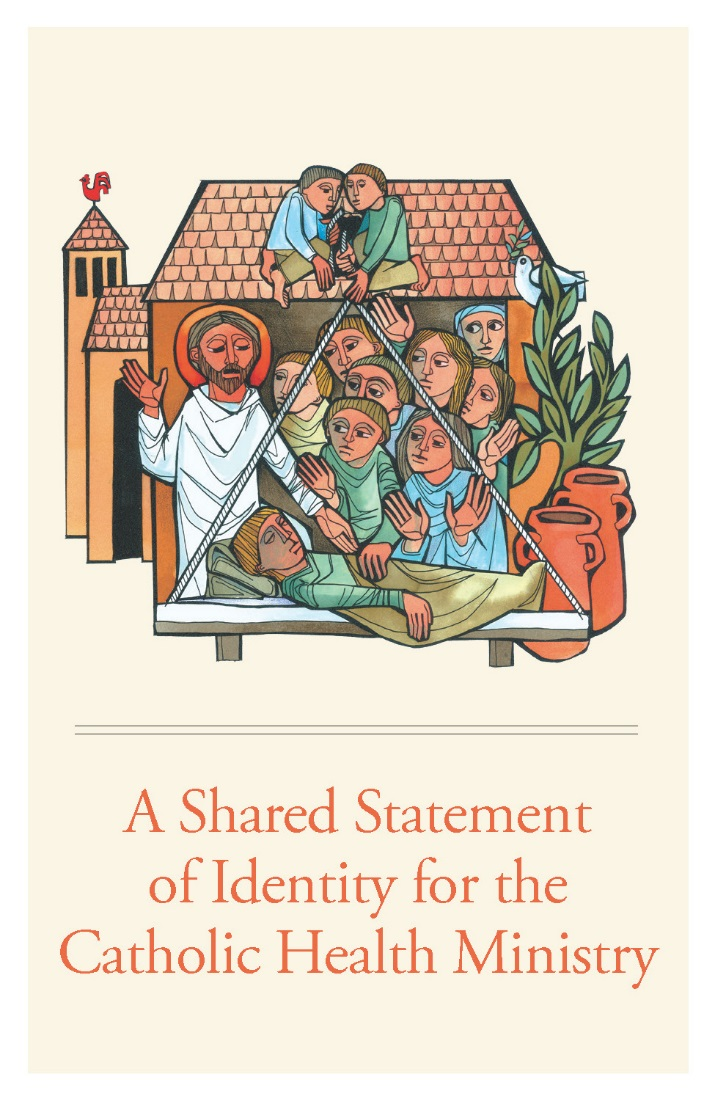 A Shared Statement
of Identity for the
Catholic Health Ministry